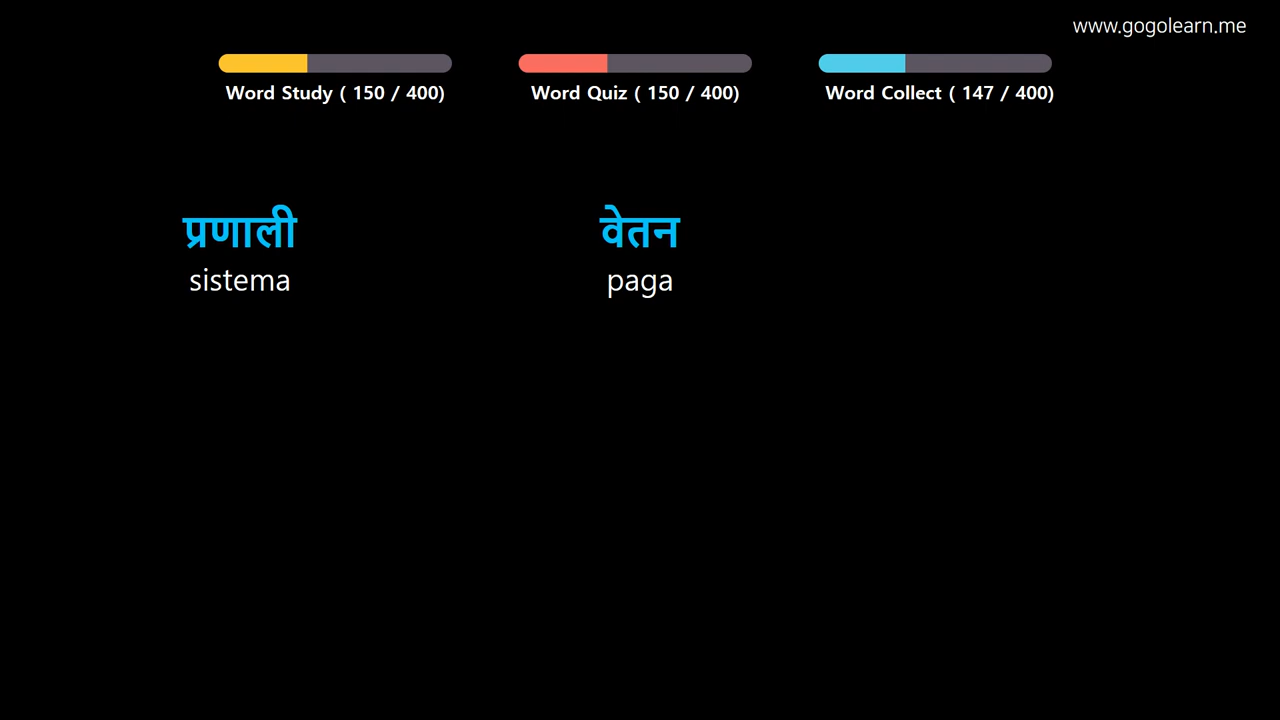 www.gogolearn.me
Word Study ( 150 / 400)
Word Quiz ( 150 / 400)
Word Collect ( 147 / 400)
प्रणाली
sistema
वेतन
paga